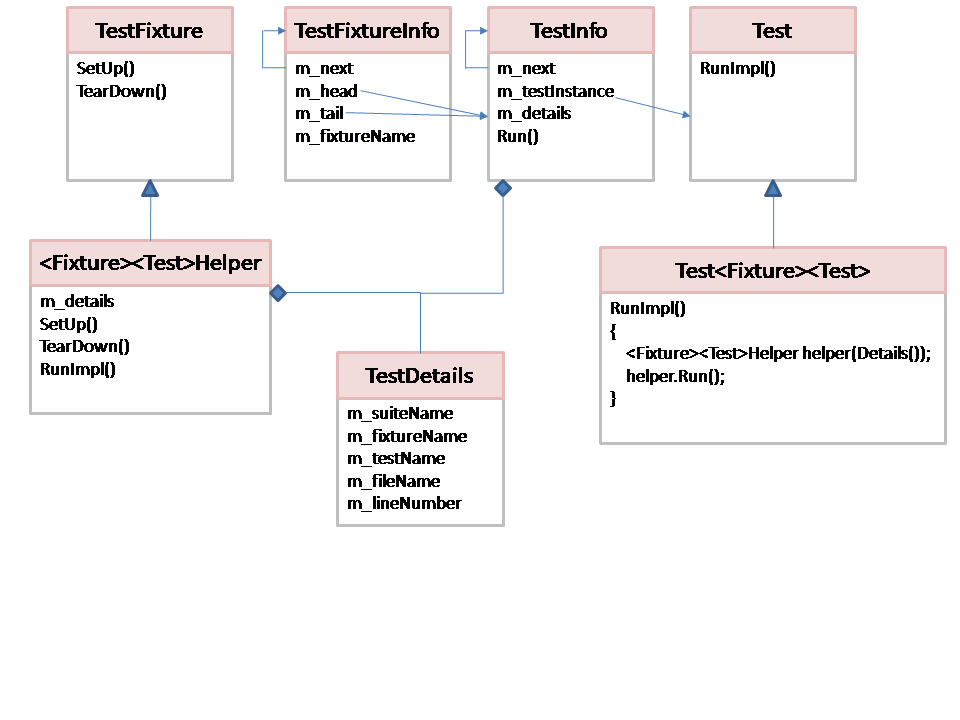 TestFixture
SetUp()
TearDown()
TestFixtureInfo
m_next
m_head
m_tail
m_fixtureName
TestInfo
m_next
m_testInstance
m_details
Run()
Test
RunImpl()
<Fixture><Test>Helper
m_details
SetUp()
TearDown()
RunImpl()
TestDetails
m_suiteName
m_fixtureName
m_testName
m_fileName
m_lineNumber
Test<Fixture><Test>
RunImpl()
{
<Fixture><Test>Helper helper(Details());
helper.Run();
}